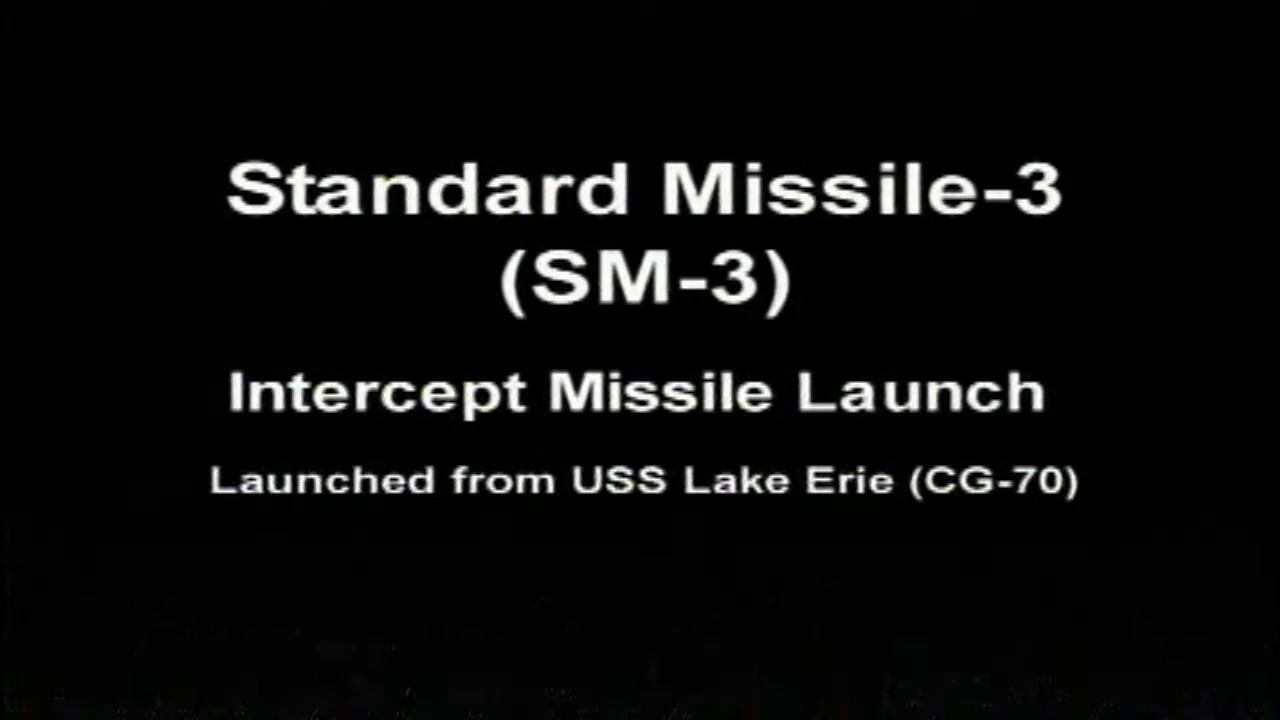 Standard Missile-3
(SM-3)
Intercept Missile Launch
Launched from USS Lake Erie (CG-70)